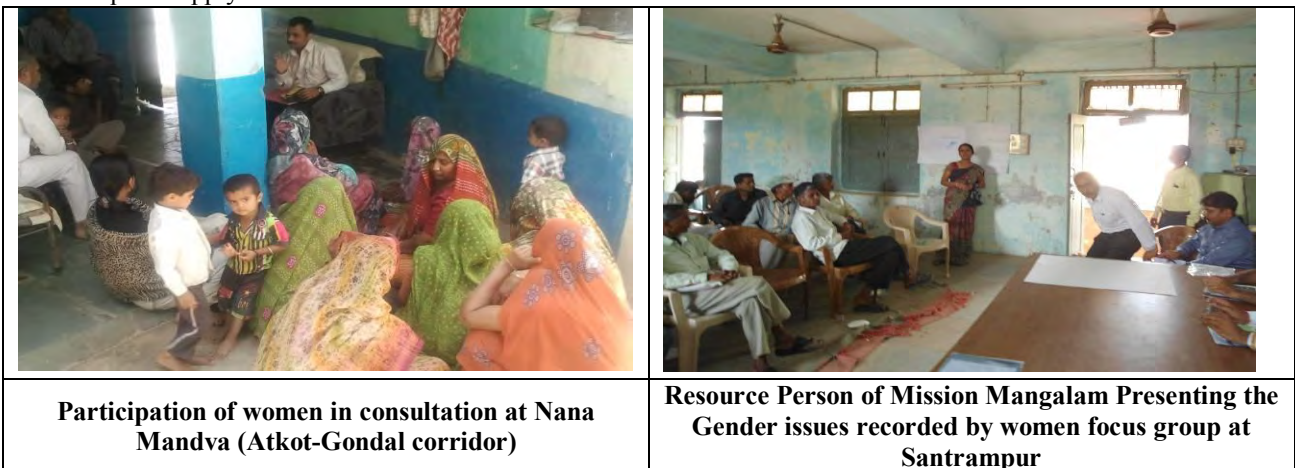 Participation of women in consultation at Nana
Mandva (Atkot-Gondal corridor)
Resource Person of Mission Mangalam Presenting the
Gender issues recorded by women focus group at
Santrampur